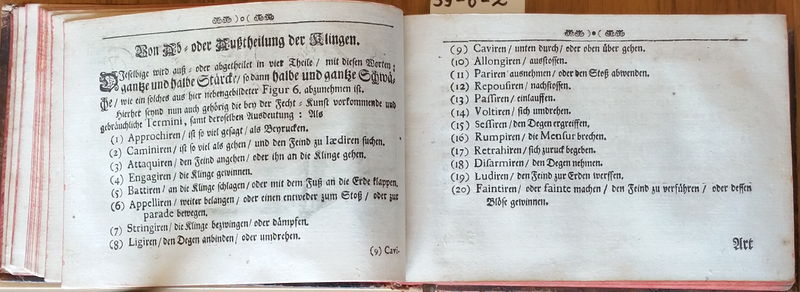 39-6-2
Von Ab- oder Außtheilung der Klingen.
DIeselbige wird auß- oder abgetheilet in vier Theile / mit diesen Worten:
gantze und halbe Stärcke / so dann halbe und gantze Schwä-
che / wie ein solches aus hier nebengebildeter Figur 6. abzunehmen ist.
Hierher seynd nun auch gehörig die bey der Fecht-Kunst vorkommende und
gebräuchliche Termini, samt derselben Ausdeutung: Als
(1) Approchiren / ist so viel gesagt / als Beyrucken.
(2) Caminiren / ist so viel als gehen / und den Feind zu lædiren suchen.
(3) Attaquiren / den Feind angehen / oder ihn an die Klinge gehen.
(4) Engagiren / die Klinge gewinnen.
(5) Battiren / an die Klinge schlagen / oder mit dem Fuß an die Erde klappen.
(6) Appelliren / weiter belangen / oder einen entweder zum Stoß / oder zur
parade bewegen.
(7) Stringiren / die Klinge bezwingen / oder dämpfen.
(8) Ligiren / den Degen anbinden / oder umdrehen.
(9) Cavi-
(9) Caviren / unten durch / oder oben über gehen.
(10) Allongiren / ausstossen.
(11) Pariren / ausnehmen / oder den Stoß abwenden.
(12) Repousiren / nachstossen.
(13) Passiren / einlauffen.
(14) Voltiren / sich umdrehen.
(15) Sessiren / den Degen ergreiffen.
(16) Rumpiren / die Mensur brechen.
(17) Retrahiren / sich zuruck begeben.
(18) Disarmiren / den Degen nehmen.
(19) Ludiren / den Feind zur Erden werffen.
(20) Faintiren / oder fainte machen / den Feind zu verführen / oder dessen
Blöse gewinnen.
Art